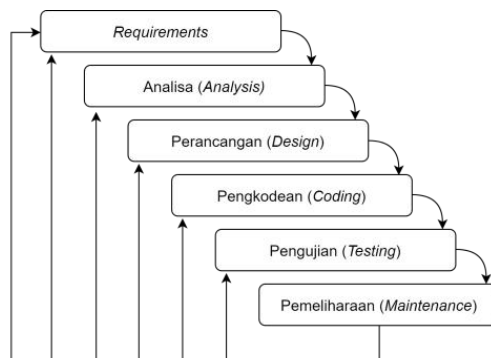 Requirements
Analisa (Analysis)
Perancangan (Design)
Pengkodean (Coding)
Pengujian (Testing)
Pemeliharaan (Maintenance)